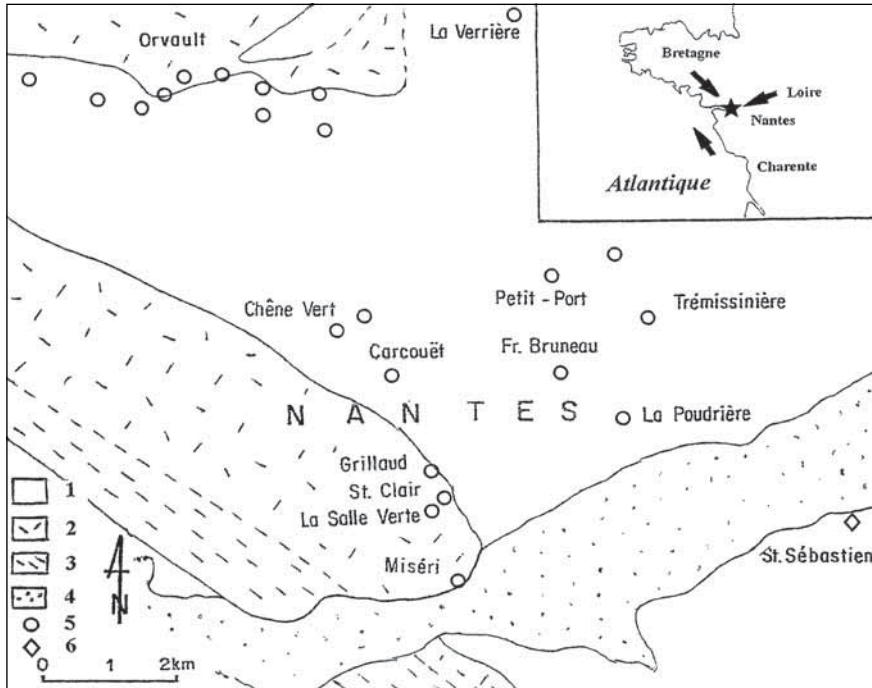 La Verrière
Orvault
Bretagne
Loire
Nantes
Charente
Atlantique
Petit - Port
Trémissinière
Chêne Vert
Carcouët
Fr. Bruneau
N A N T E S
La Poudrière
Grillaud
St. Clair
La Salle Verte
Miséri
St. Sébastien
1
2
3
4
5
6
N
0 1 2km